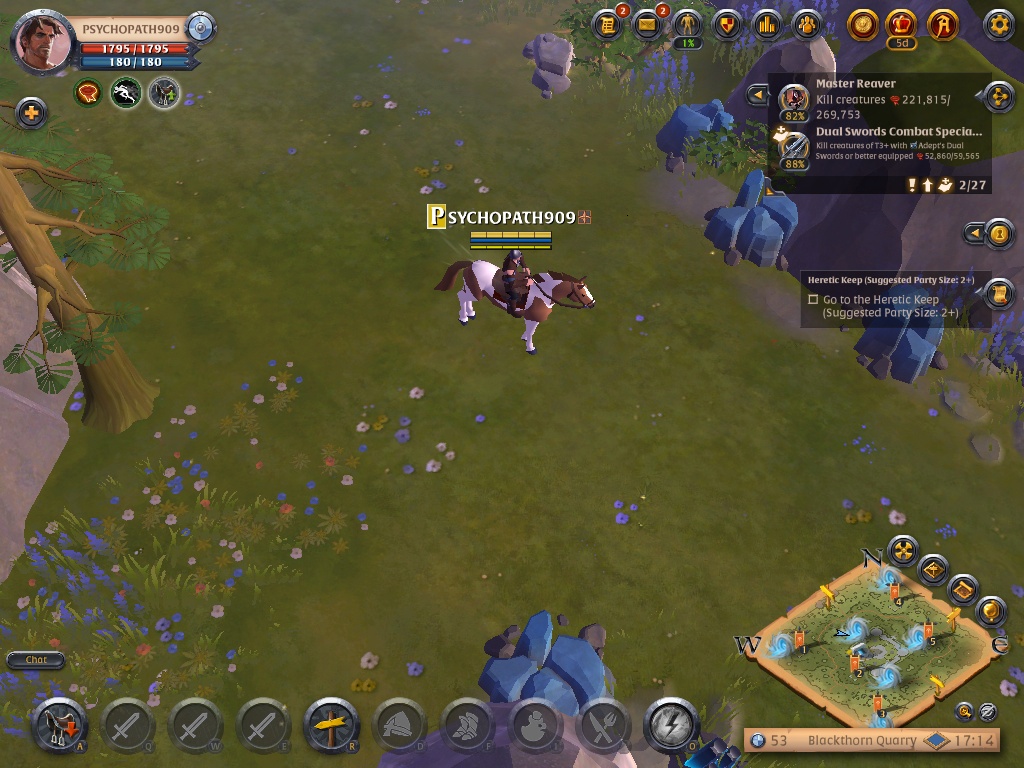 PSYCHOPATH909
1795 / 1795
180 / 180
2
2
1%
5d
Master Reaver
Kill creatures 221,815/
269,753
82%
Dual Swords Combat Specia...
Kill creatures of T3+ with Adept's Dual
Swords or better equipped 52,860/59,565
88%
2/27
PSYCHOPATH909
Heretic Keep (Suggested Party Size: 2+)
Go to the Heretic Keep
(Suggested Party Size: 2+)
N
W
E
4
1
5
2
3
Chat
A
Q
W
E
R
D
F
O
53
Blackthorn Quarry
17:14